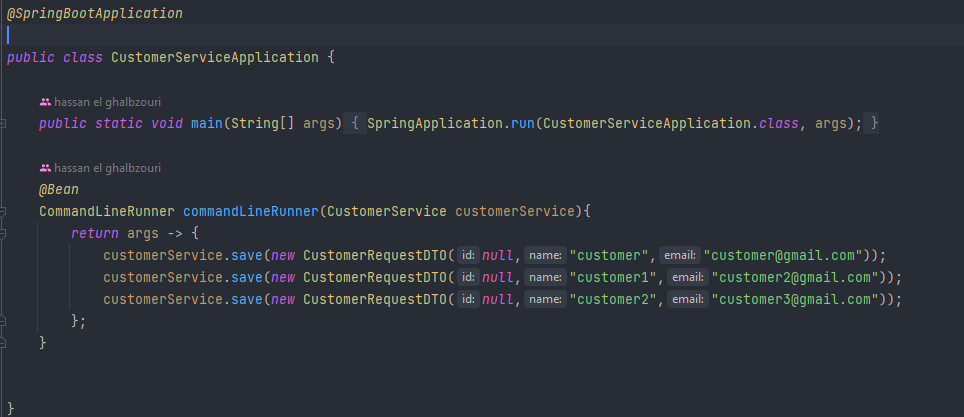 @SpringBootApplication
public class CustomerServiceApplication {
hassan el ghalbzouri
public static void main(String[] args) { SpringApplication.run(CustomerServiceApplication.class, args); }
hassan el ghalbzouri
@Bean
CommandLineRunner commandLineRunner(CustomerService customerService){
return args -> {
customerService.save(new CustomerRequestDTO( id: null, name: "customer", email: "customer@gmail.com"));
customerService.save(new CustomerRequestDTO( id: null, name: "customer1", email: "customer2@gmail.com"));
customerService.save(new CustomerRequestDTO( id: null, name: "customer2", email: "customer3@gmail.com"));
};
}
}